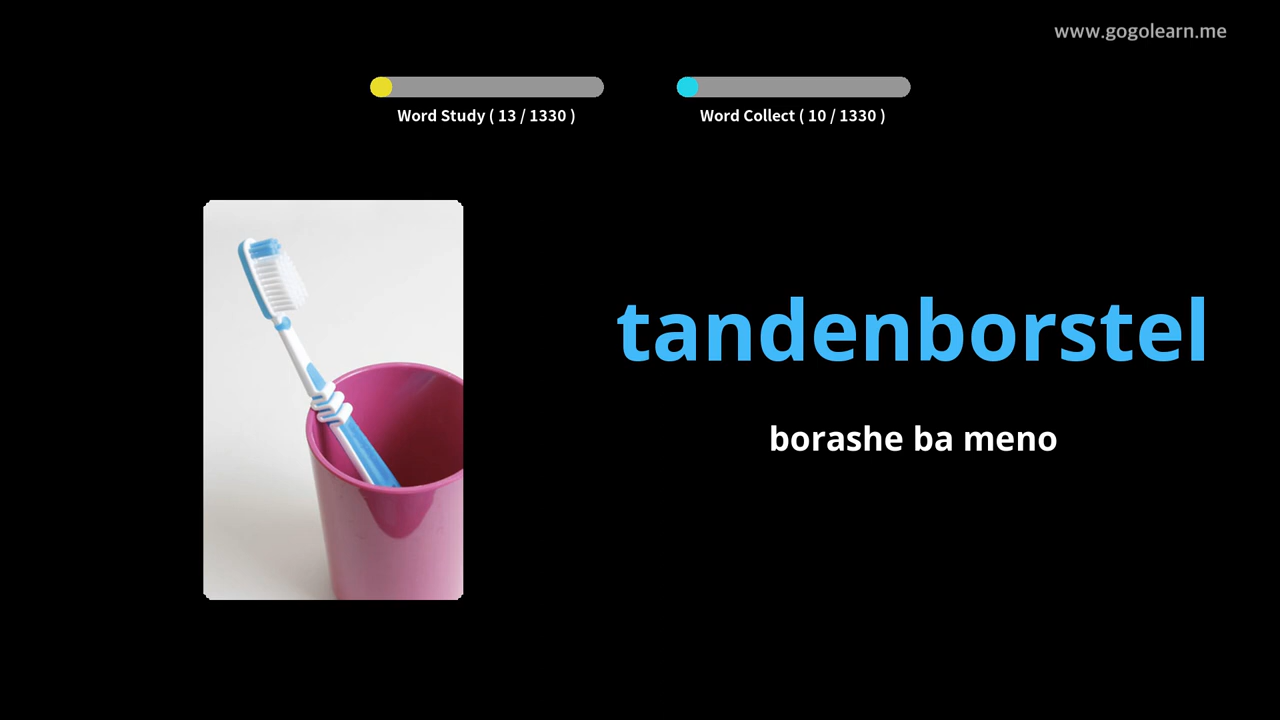 www.gogolearn.me
Word Study ( 13 / 1330 )
Word Collect ( 10 / 1330 )
tandenborstel
borashe ba meno